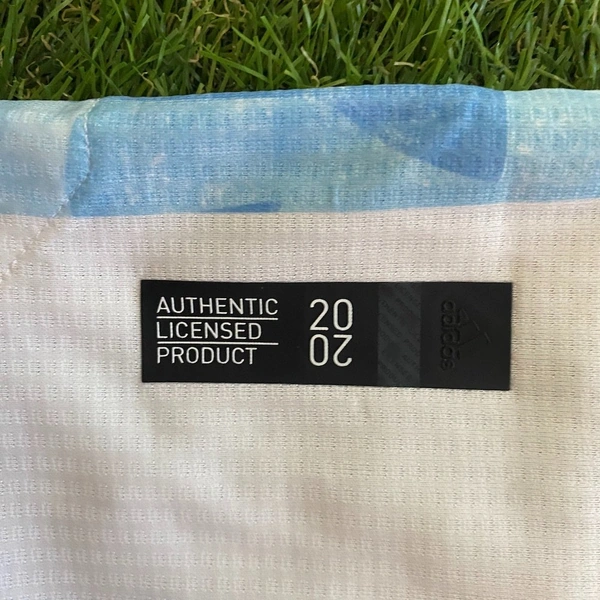 AUTHENTIC
LICENSED
PRODUCT
20
20
adidas